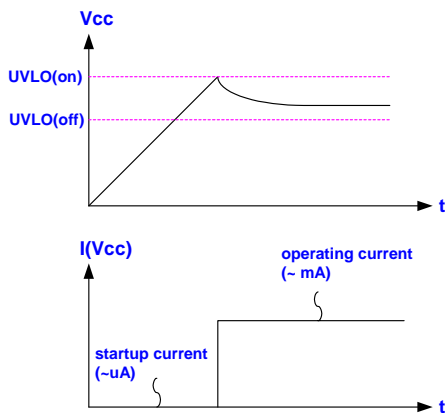 Vcc
UVLO(on)
UVLO(off)
t
I(Vcc)
operating current
(~ mA)
startup current
(~uA)
t